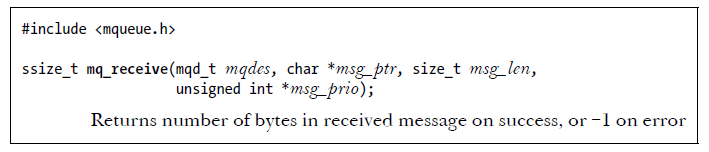 #include <mqueue.h>
ssize_t mq_receive(mqd_t mqdes, char *msg_ptr, size_t msg_len,
unsigned int *msg_prio);
Returns number of bytes in received message on success, or –1 on error